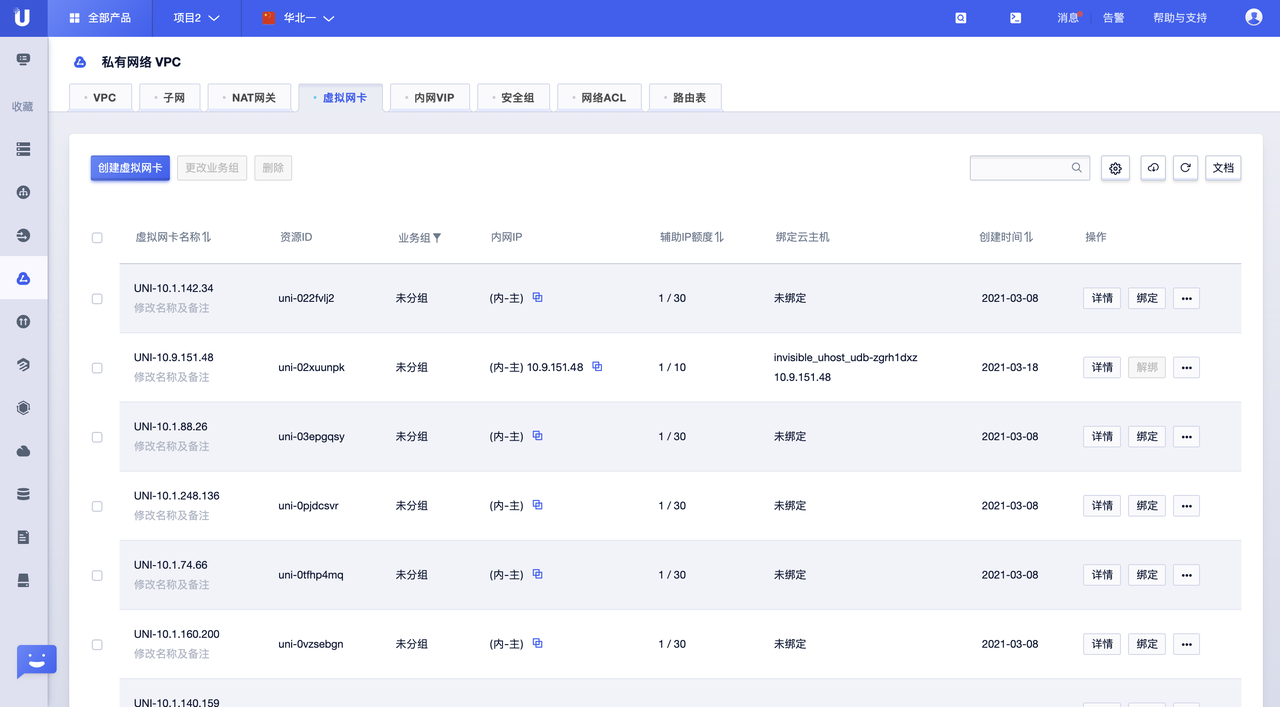 全部产品 项目2 华北一 消息 告警 帮助与支持
收藏
私有网络 VPC
VPC 子网 NAT网关 虚拟网卡 内网VIP 安全组 网络ACL 路由表
创建虚拟网卡 更改业务组 删除 文档
虚拟网卡名称 资源ID 业务组 内网IP 辅助IP额度 绑定云主机 创建时间 操作
UNI-10.1.142.34
修改名称及备注
uni-022fvlj2 未分组 (内-主) 1 / 30 未绑定 2021-03-08 详情 绑定 •••
UNI-10.9.151.48
修改名称及备注
uni-02xuunpk 未分组 (内-主) 10.9.151.48 1 / 10
invisible_uhost_udb-zgrh1dxz
10.9.151.48
2021-03-18 详情 解绑 •••
UNI-10.1.88.26
修改名称及备注
uni-03epgqsy 未分组 (内-主) 1 / 30 未绑定 2021-03-08 详情 绑定 •••
UNI-10.1.248.136
修改名称及备注
uni-0pjdcsvr 未分组 (内-主) 1 / 30 未绑定 2021-03-08 详情 绑定 •••
UNI-10.1.74.66
修改名称及备注
uni-0tfhp4mq 未分组 (内-主) 1 / 30 未绑定 2021-03-08 详情 绑定 •••
UNI-10.1.160.200
修改名称及备注
uni-0vzsebgn 未分组 (内-主) 1 / 30 未绑定 2021-03-08 详情 绑定 •••
UNI-10.1.140.159